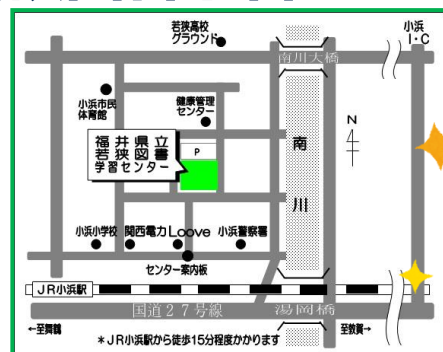 若狭高校
グラウンド
小浜
I・C
南川大橋
小浜市民
体育館
健康管理
センター
N
福井県立
若狭図書
学習センター
P
南
川
小浜小学校
関西電力
Loove
小浜警察署
センター案内板
JR小浜駅
国道27号線
湯岡橋
←至舞鶴
*JR小浜駅から徒歩15分程度かかります
至敦賀→